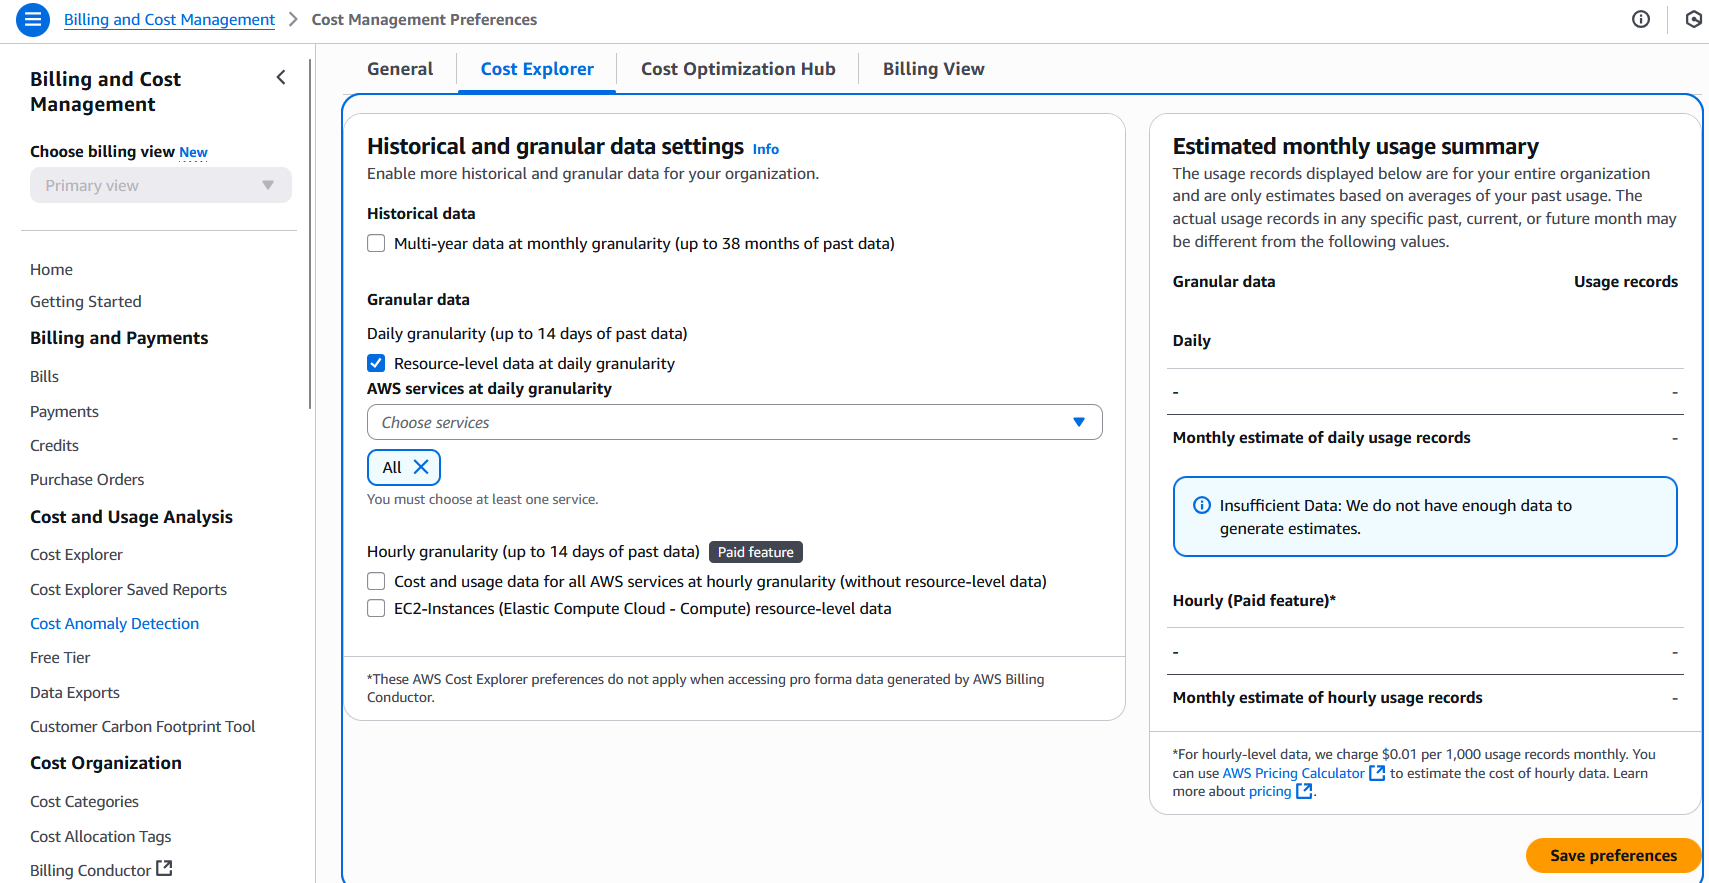 Billing and Cost Management > Cost Management Preferences
Billing and Cost
Management
Choose billing view New
Primary view
Home
Getting Started
Billing and Payments
Bills
Payments
Credits
Purchase Orders
Cost and Usage Analysis
Cost Explorer
Cost Explorer Saved Reports
Cost Anomaly Detection
Free Tier
Data Exports
Customer Carbon Footprint Tool
Cost Organization
Cost Categories
Cost Allocation Tags
Billing Conductor
General
Cost Explorer
Cost Optimization Hub
Billing View
Historical and granular data settings Info
Enable more historical and granular data for your organization.
Historical data
Multi-year data at monthly granularity (up to 38 months of past data)
Granular data
Daily granularity (up to 14 days of past data)
Resource-level data at daily granularity
AWS services at daily granularity
Choose services
All
You must choose at least one service.
Hourly granularity (up to 14 days of past data) Paid feature
Cost and usage data for all AWS services at hourly granularity (without resource-level data)
EC2-Instances (Elastic Compute Cloud - Compute) resource-level data
*These AWS Cost Explorer preferences do not apply when accessing pro forma data generated by AWS Billing
Conductor.
Estimated monthly usage summary
The usage records displayed below are for your entire organization
and are only estimates based on averages of your past usage. The
actual usage records in any specific past, current, or future month may
be different from the following values.
Granular data Usage records
Daily
- -
Monthly estimate of daily usage records -
Insufficient Data: We do not have enough data to
generate estimates.
Hourly (Paid feature)*
- -
Monthly estimate of hourly usage records -
*For hourly-level data, we charge $0.01 per 1,000 usage records monthly. You
can use AWS Pricing Calculator to estimate the cost of hourly data. Learn
more about pricing.
Save preferences